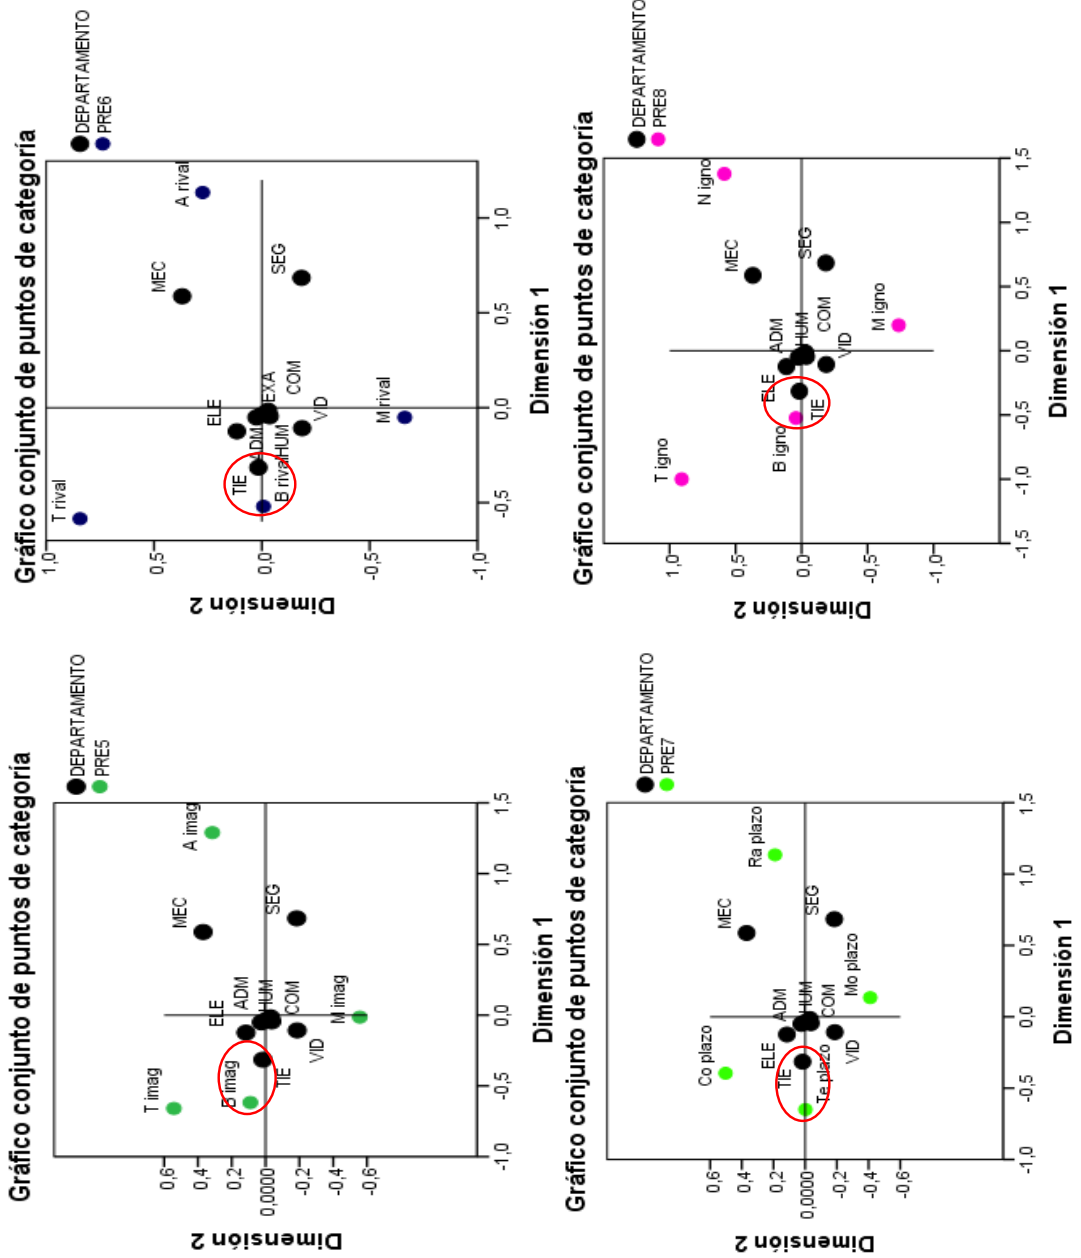 Gráfico conjunto de puntos de categoría
DEPARTAMENTO
PRE5
T imag
B imag
A imag
M imag
MEC
SEG
ELE
ADM
HUM
COM
VID
TIE
0,6
0,4
0,2
0,0000
-0,2
-0,4
-0,6
Dimensión 2
-1,0
-0,5
0,0
0,5
1,0
1,5
Dimensión 1
Gráfico conjunto de puntos de categoría
DEPARTAMENTO
PRE6
T rival
A rival
M rival
B rival
MEC
SEG
ELE
EXA
COM
ADM
HUM
VID
TIE
1,0
0,5
0,0
-0,5
-1,0
Dimensión 2
-0,5
0,0
0,5
1,0
Dimensión 1
Gráfico conjunto de puntos de categoría
DEPARTAMENTO
PRE7
Co plazo
Ra plazo
Mo plazo
Te plazo
MEC
SEG
ADM
HUM
COM
ELE
VID
TIE
0,6
0,4
0,2
0,0000
-0,2
-0,4
-0,6
Dimensión 2
-1,0
-0,5
0,0
0,5
1,0
1,5
Dimensión 1
Gráfico conjunto de puntos de categoría
DEPARTAMENTO
PRE8
T igno
B igno
N igno
M igno
MEC
SEG
ADM
HUM
COM
ELE
VID
TIE
1,0
0,5
0,0
-0,5
-1,0
Dimensión 2
-1,5
-1,0
-0,5
0,0
0,5
1,0
1,5
Dimensión 1